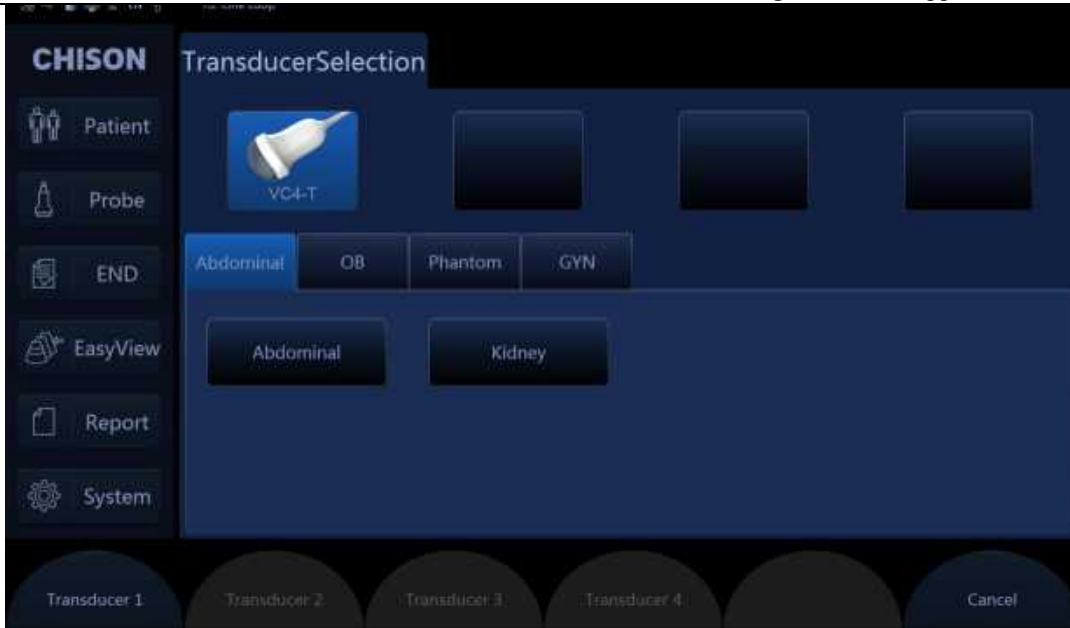 CHISON
TransducerSelection
Patient
Probe
END
EasyView
Report
System
VC4-T
Abdominal OB Phantom GYN
Abdominal Kidney
Transducer 1 Transducer 2 Transducer 3 Transducer 4 Cancel